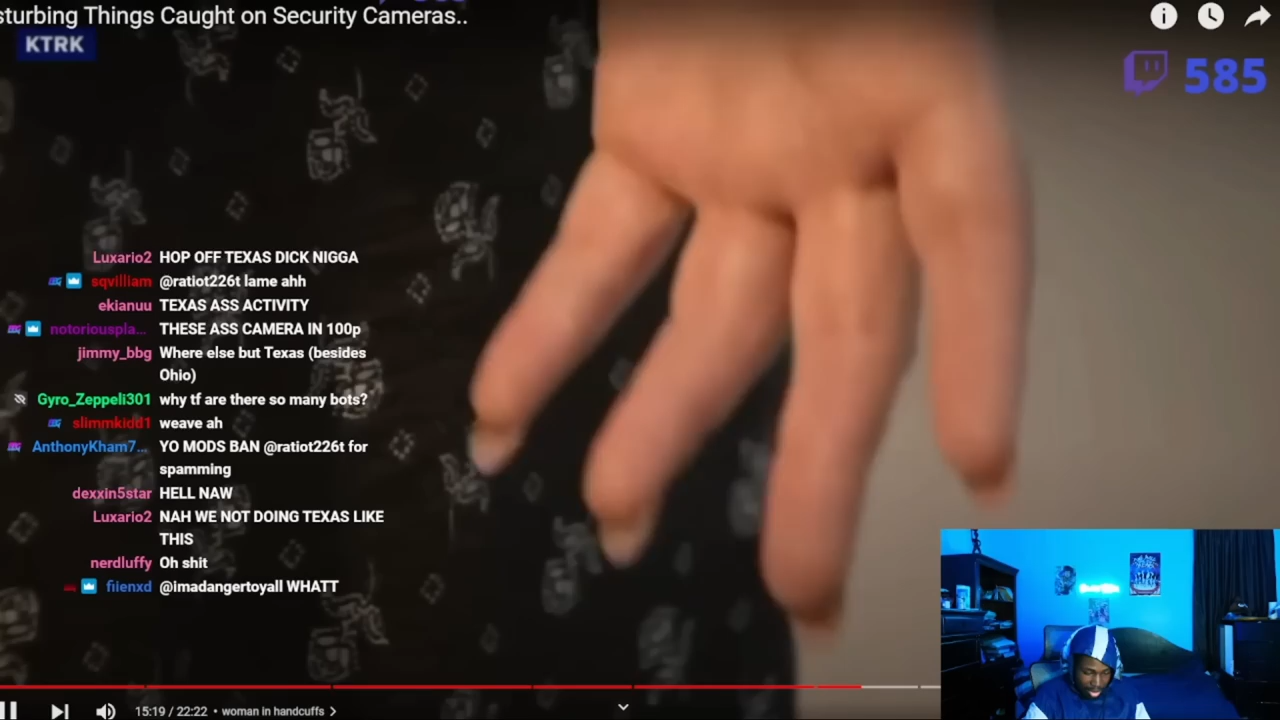 sturbing Things Caught on Security Cameras..
KTRK
585
Luxario2 HOP OFF TEXAS DICK NIGGA
sqvilliam @ratiot226t lame ahh
ekianuu TEXAS ASS ACTIVITY
notoriouspla... THESE ASS CAMERA IN 100p
jimmy_bbg Where else but Texas (besides
Ohio)
Gyro_Zeppeli301 why tf are there so many bots?
slimmkidd1 weave ah
AnthonyKham7... YO MODS BAN @ratiot226t for
spamming
dexxin5star HELL NAW
Luxario2 NAH WE NOT DOING TEXAS LIKE
THIS
nerdluffy Oh shit
fiienxd @imadangertoyall WHATT
15:19 / 22:22 • woman in handcuffs